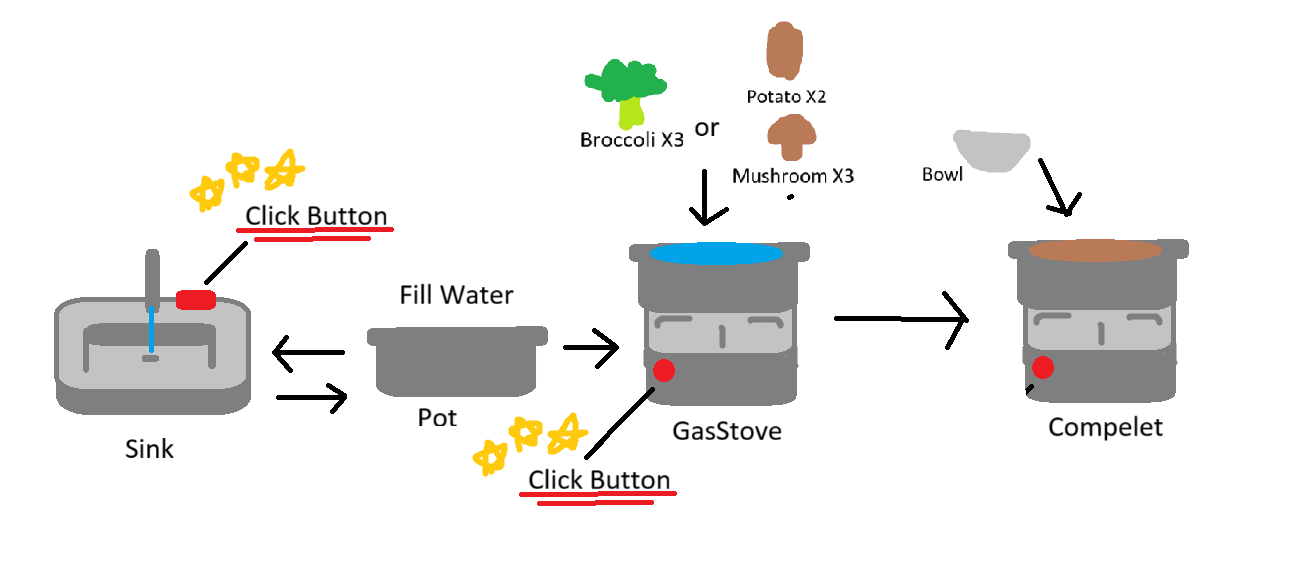 Potato X2
Broccoli X3
or
Mushroom X3
Bowl
Click Button
Fill Water
Pot
Sink
GasStove
Compelet
Click Button